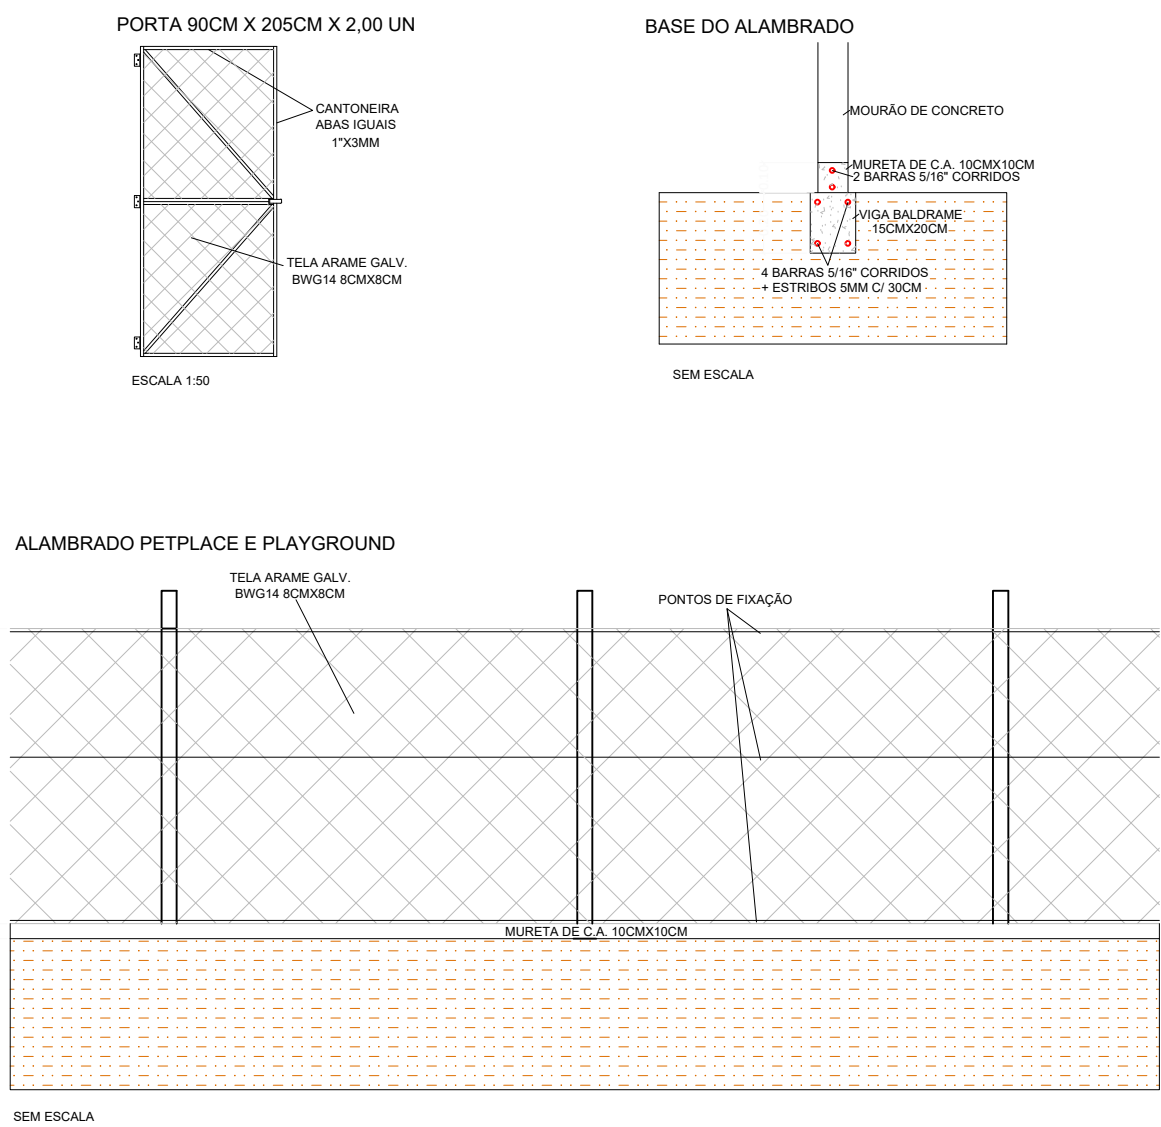 PORTA 90CM X 205CM X 2,00 UN
CANTONEIRA
ABAS IGUAIS
1"X3MM
TELA ARAME GALV.
BWG14 8CMX8CM
ESCALA 1:50
BASE DO ALAMBRADO
MOURÃO DE CONCRETO
MURETA DE C.A. 10CMX10CM
2 BARRAS 5/16" CORRIDOS
VIGA BALDRAME
15CMX20CM
4 BARRAS 5/16" CORRIDOS
+ ESTRIBOS 5MM C/ 30CM
SEM ESCALA
ALAMBRADO PETPLACE E PLAYGROUND
TELA ARAME GALV.
BWG14 8CMX8CM
PONTOS DE FIXAÇÃO
MURETA DE C.A. 10CMX10CM
SEM ESCALA